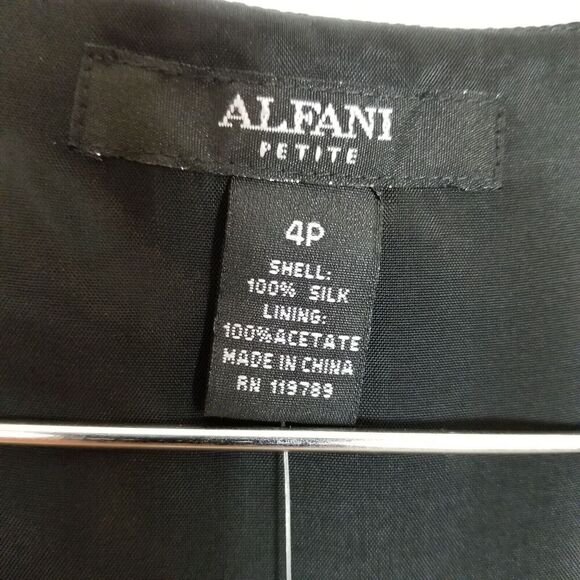 ALFANI
PETITE
4P
SHELL:
100% SILK
LINING:
100%ACETATE
MADE IN CHINA
RN 119789